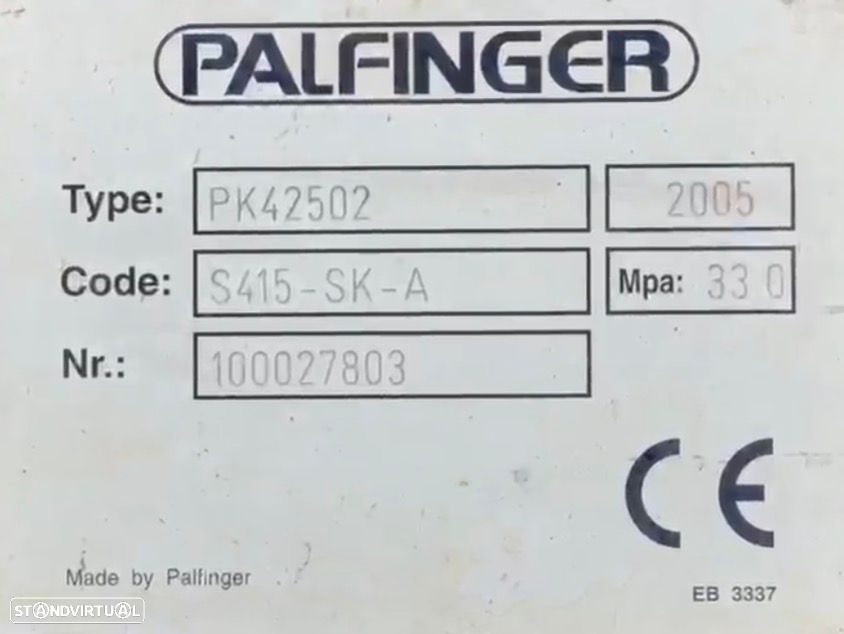 PALFINGER
Type: PK42502 2005
Code: S415-SK-A Mpa: 33 0
Nr.: 100027803
CE
Made by Palfinger
EB 3337
STANDVIRTUAL